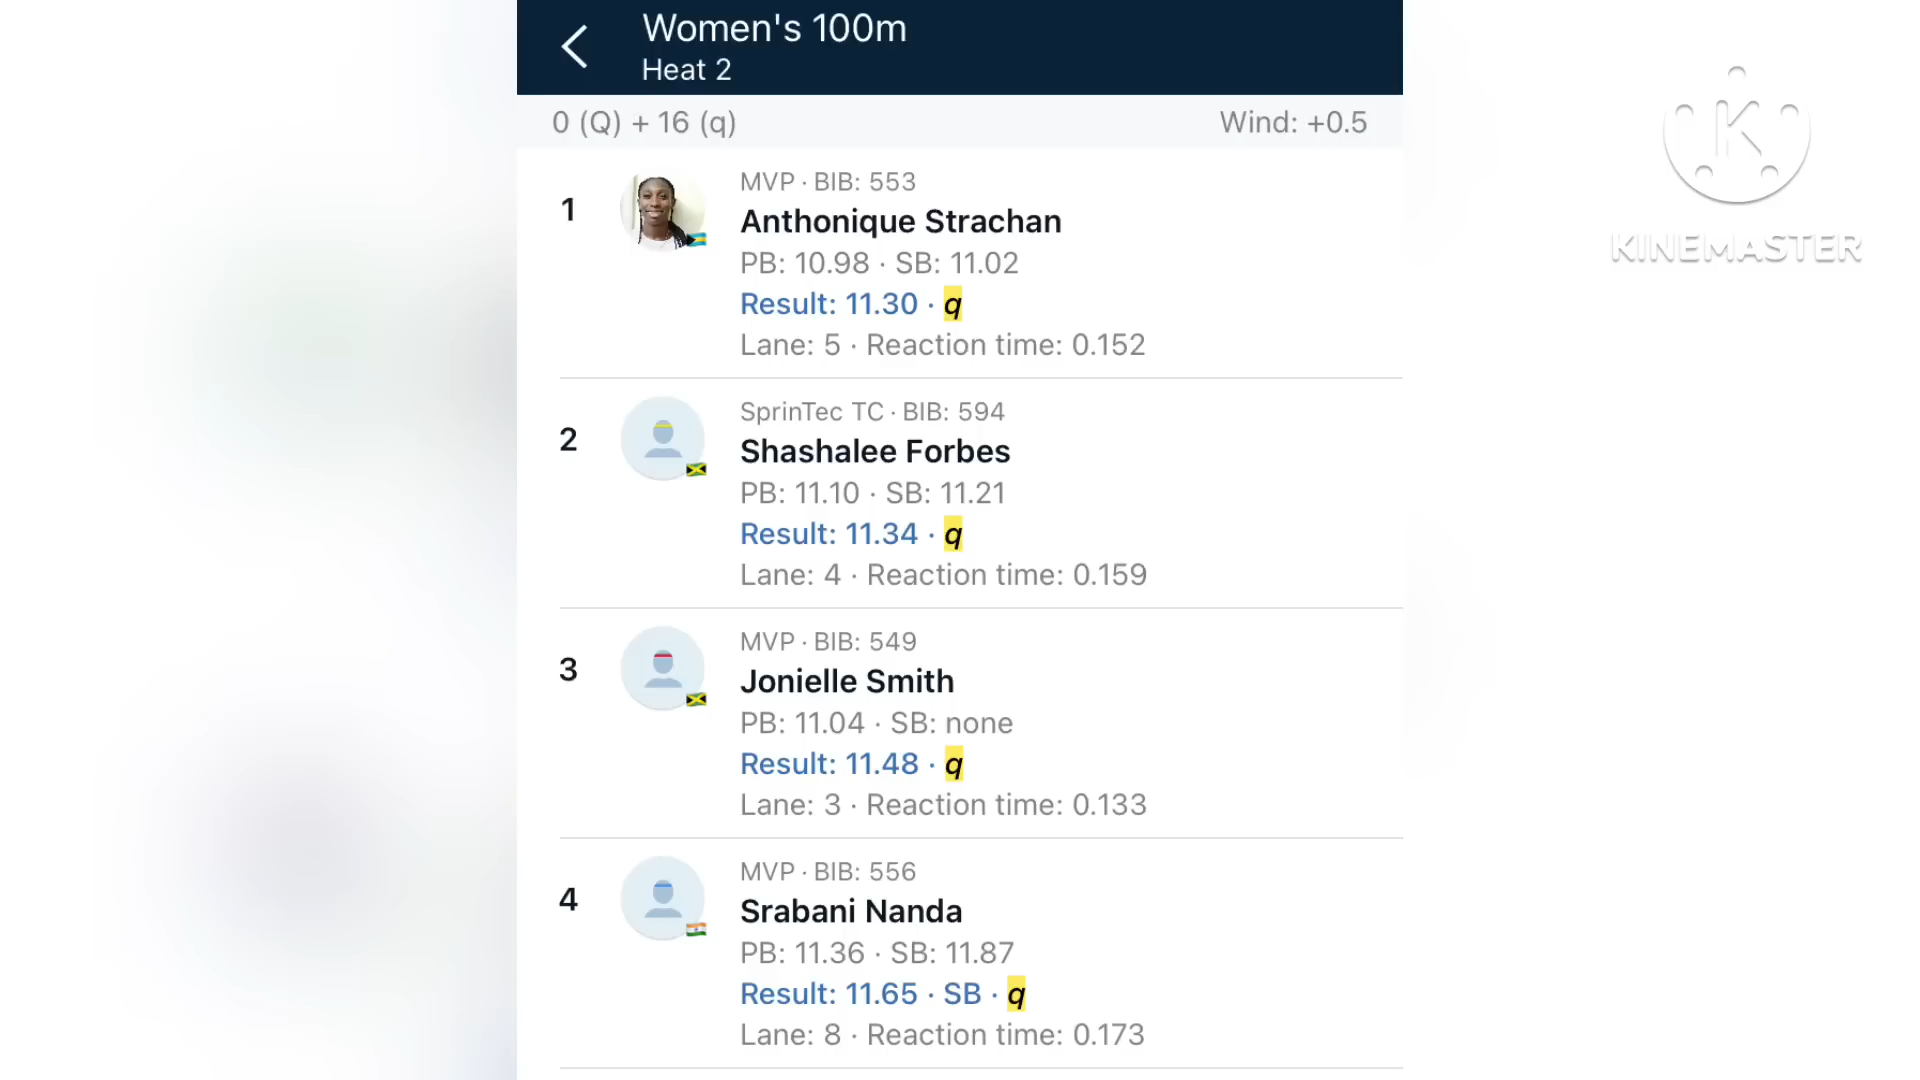 Women's 100m
Heat 2
0 (Q) + 16 (q)
Wind: +0.5
KINEMASTER
1
MVP · BIB: 553
Anthonique Strachan
PB: 10.98 · SB: 11.02
Result: 11.30 · q
Lane: 5 · Reaction time: 0.152
2
SprinTec TC · BIB: 594
Shashalee Forbes
PB: 11.10 · SB: 11.21
Result: 11.34 · q
Lane: 4 · Reaction time: 0.159
3
MVP · BIB: 549
Jonielle Smith
PB: 11.04 · SB: none
Result: 11.48 · q
Lane: 3 · Reaction time: 0.133
4
MVP · BIB: 556
Srabani Nanda
PB: 11.36 · SB: 11.87
Result: 11.65 · SB · q
Lane: 8 · Reaction time: 0.173